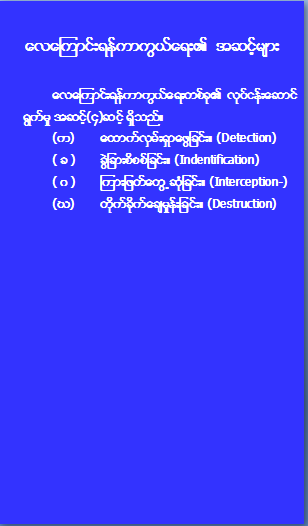 လေကြောင်းရန်ကာကွယ်ရေး၏ အဆင့်များ
လေကြောင်းရန်ကာကွယ်ရေးတစ်ခု၏ လုပ်ငန်းဆောင်
ရွက်မှု အဆင့်(၄)ဆင့် ရှိသည်။
(က) ထောက်လှမ်းရှာဖွေခြင်း။ (Detection)
( ခ ) ခွဲခြားစိစစ်ခြင်း။ (Indentification)
( ဂ ) ကြားဖြတ်တွေ့ဆုံခြင်း။ (Interception-)
(ဃ) တိုက်ခိုက်ချေမှုန်းခြင်း။ (Destruction)